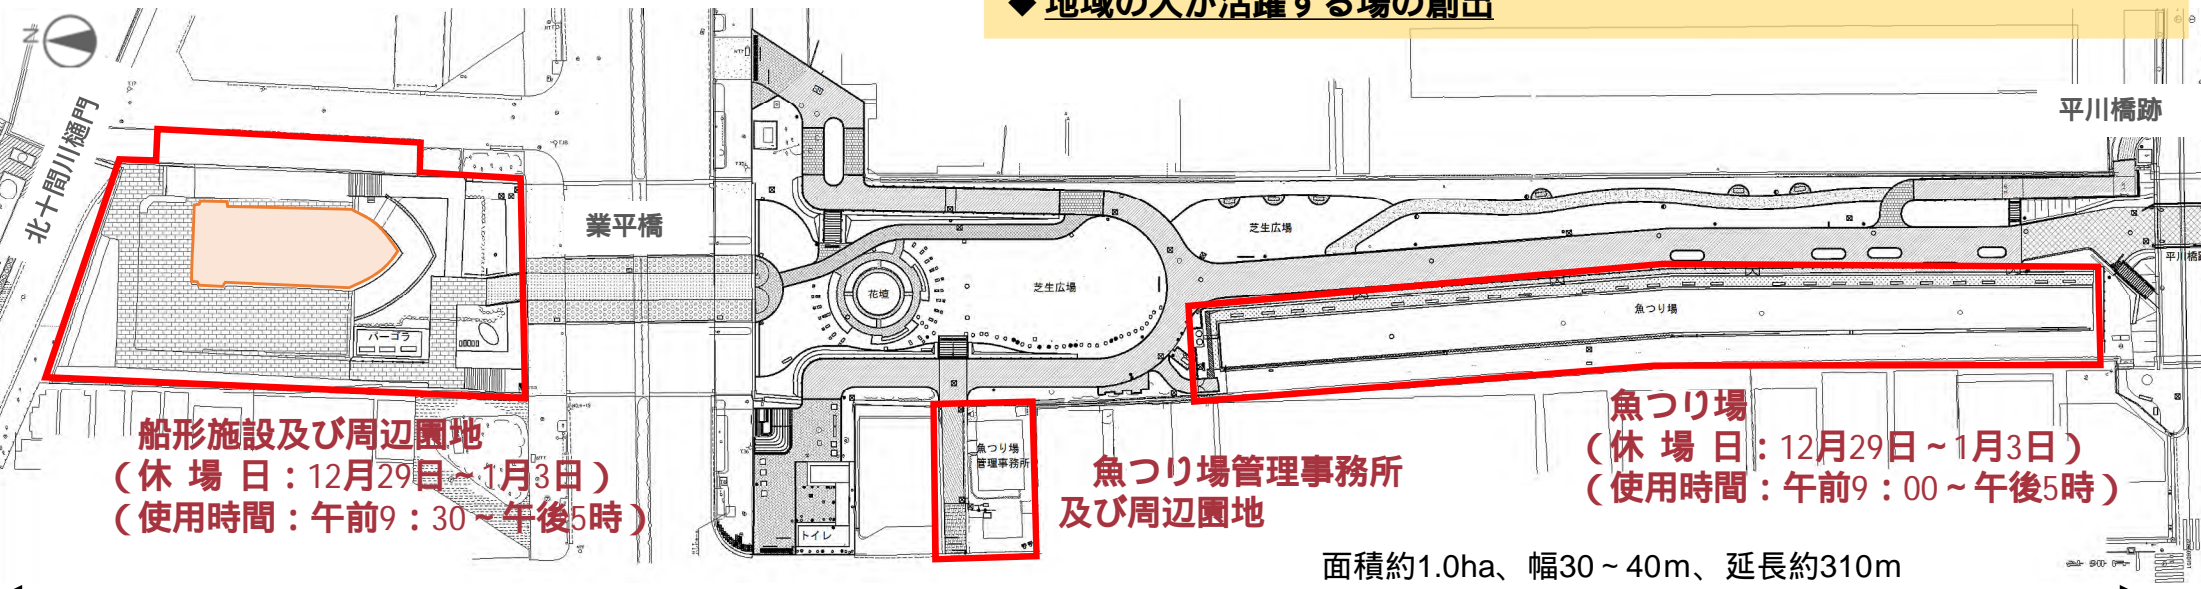 ◆ 地域の人が活躍する場の創出
N
北十間川樋門
平川橋跡
業平橋
芝生広場
花壇
芝生広場
魚つり場
パーゴラ
魚つり場
管理事務所
トイレ
船形施設及び周辺園地
（休 場 日：12月29日～1月3日）
（使用時間：午前9：30～午後5時）
魚つり場管理事務所
及び周辺園地
魚つり場
（休 場 日：12月29日～1月3日）
（使用時間：午前9：00～午後5時）
面積約1.0ha、幅30～40m、延長約310m